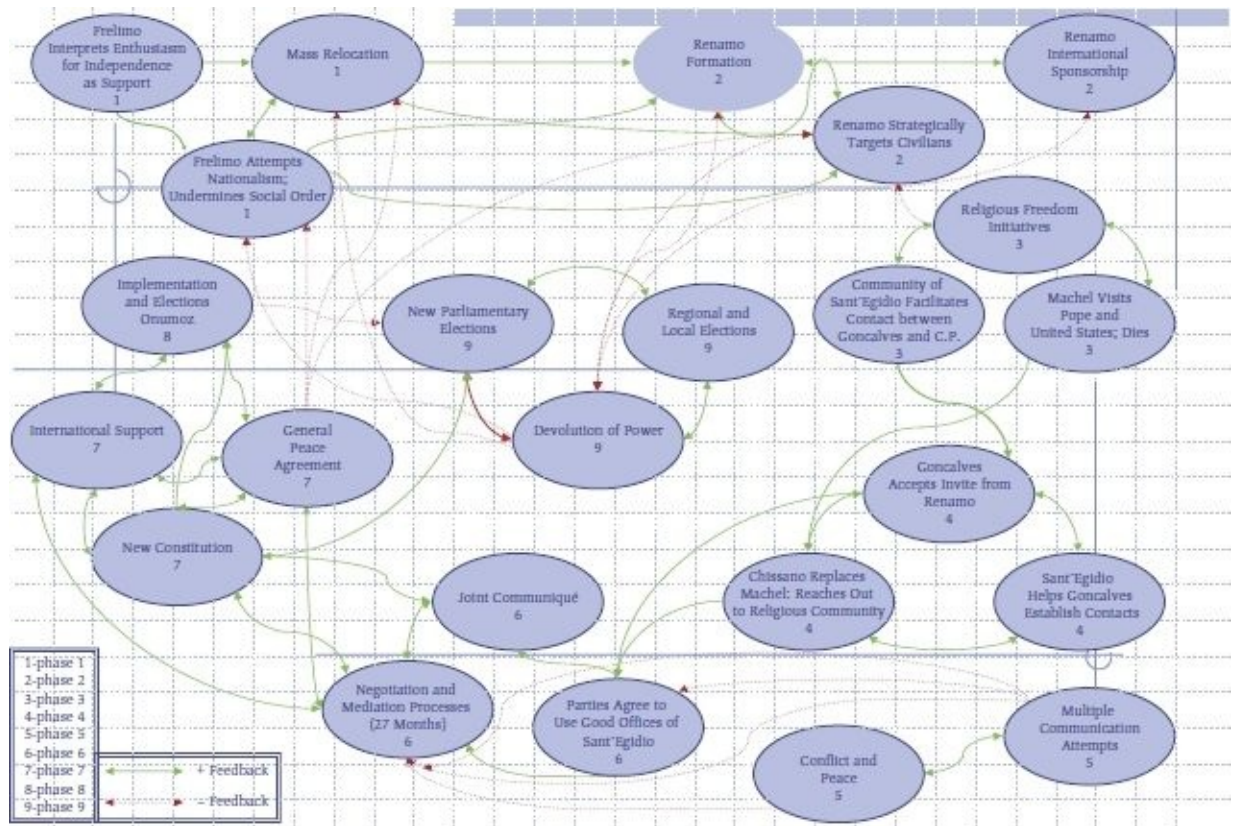 Frelimo
Interprets Enthusiasm
for Independence
as Support
1
Mass Relocation
1
Renamo
Formation
2
Renamo
International
Sponsorship
2
Renamo Strategically
Targets Civilians
2
Frelimo Attempts
Nationalism;
Undermines Social Order
1
Religious Freedom
Initiatives
3
Implementation
and Elections
Onumoz
8
New Parliamentary
Elections
9
Regional and
Local Elections
9
Community of
Sant'Egidio Facilitates
Contact between
Goncalves and C.P.
3
Machel Visits
Pope and
United States; Dies
3
International Support
7
General
Peace
Agreement
7
Devolution of Power
9
Goncalves
Accepts Invite from
Renamo
4
New Constitution
7
Joint Communiqué
6
Chissano Replaces
Machel: Reaches Out
to Religious Community
4
Sant'Egidio
Helps Goncalves
Establish Contacts
4
Negotiation and
Mediation Processes
(27 Months)
6
Parties Agree to
Use Good Offices of
Sant'Egidio
6
Multiple
Communication
Attempts
5
Conflict and
Peace
5
1-phase 1
2-phase 2
3-phase 3
4-phase 4
5-phase 5
6-phase 6
7-phase 7
8-phase 8
9-phase 9
+ Feedback
– Feedback